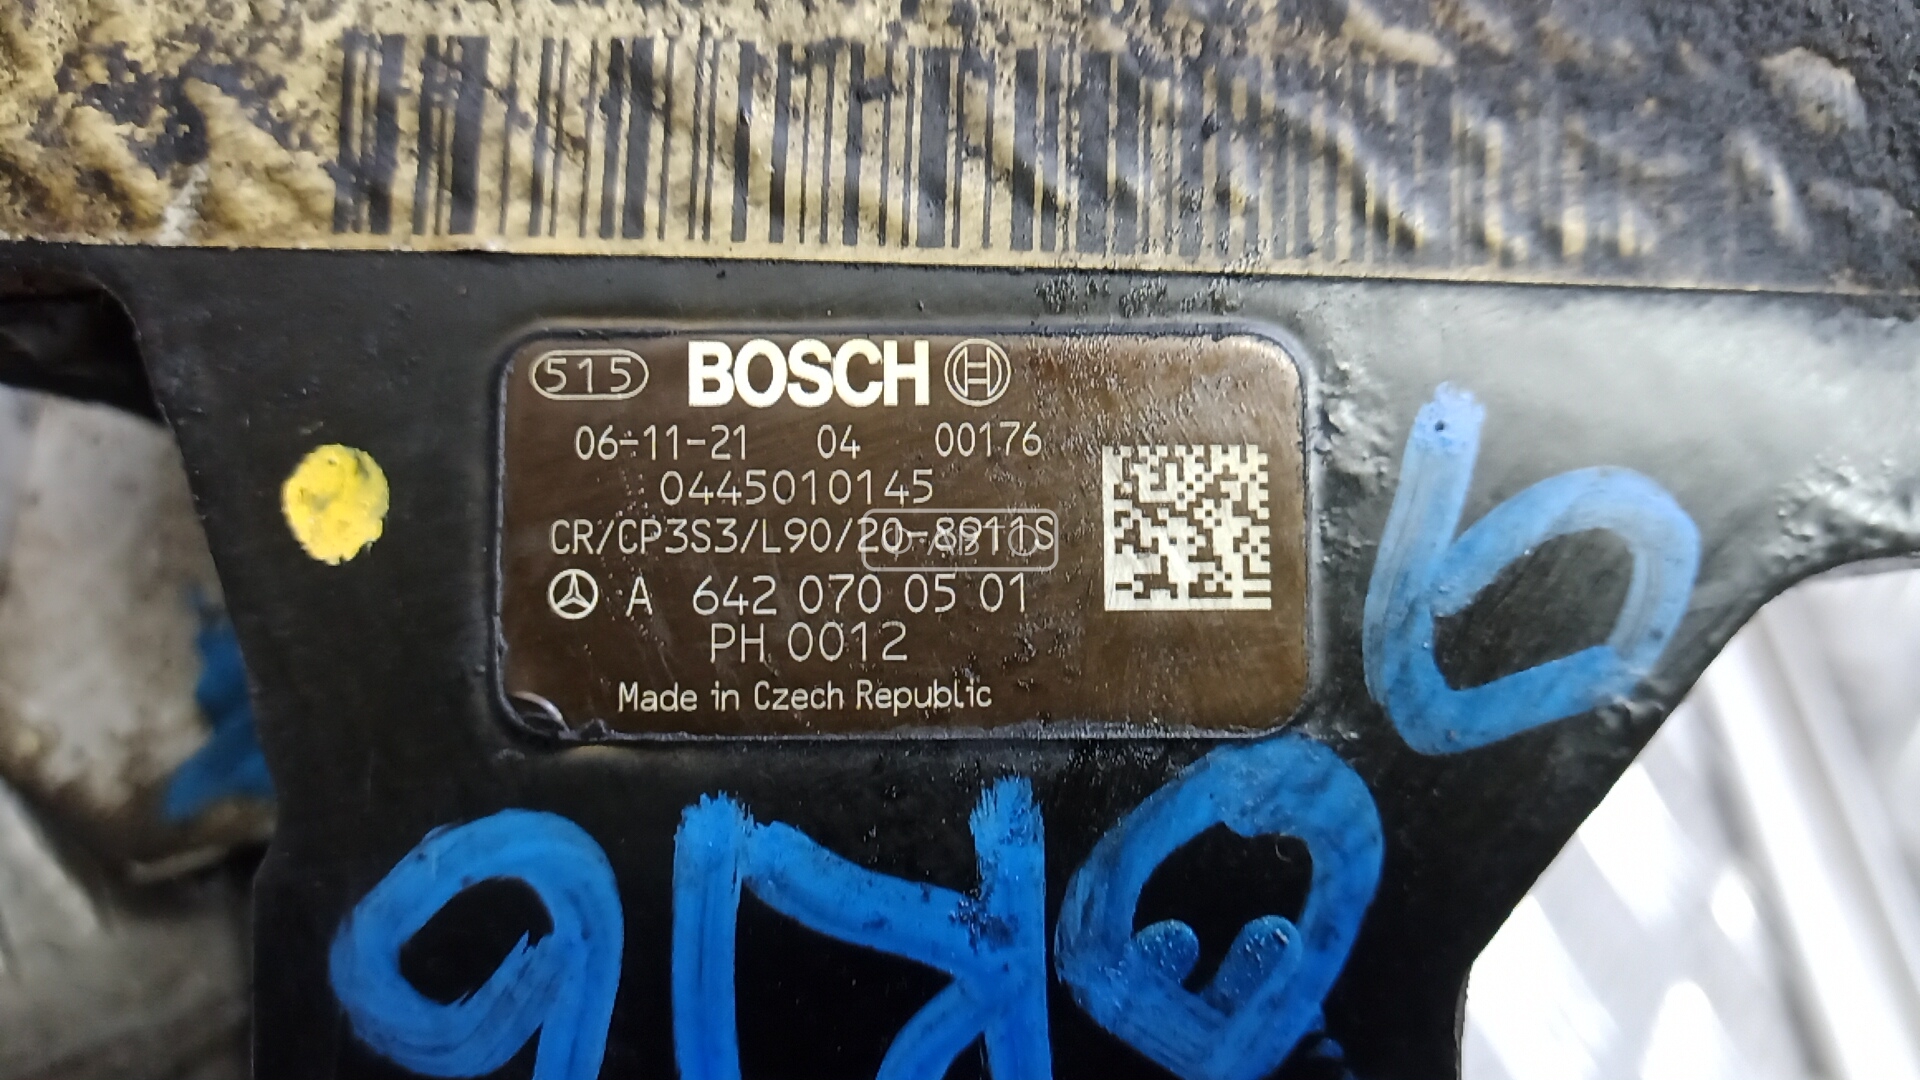 515 BOSCH
06-11-21 04 00176
0445010145
CR/CP3S3/L90/20-8911S
A 642 070 05 01
PH 0012
Made in Czech Republic